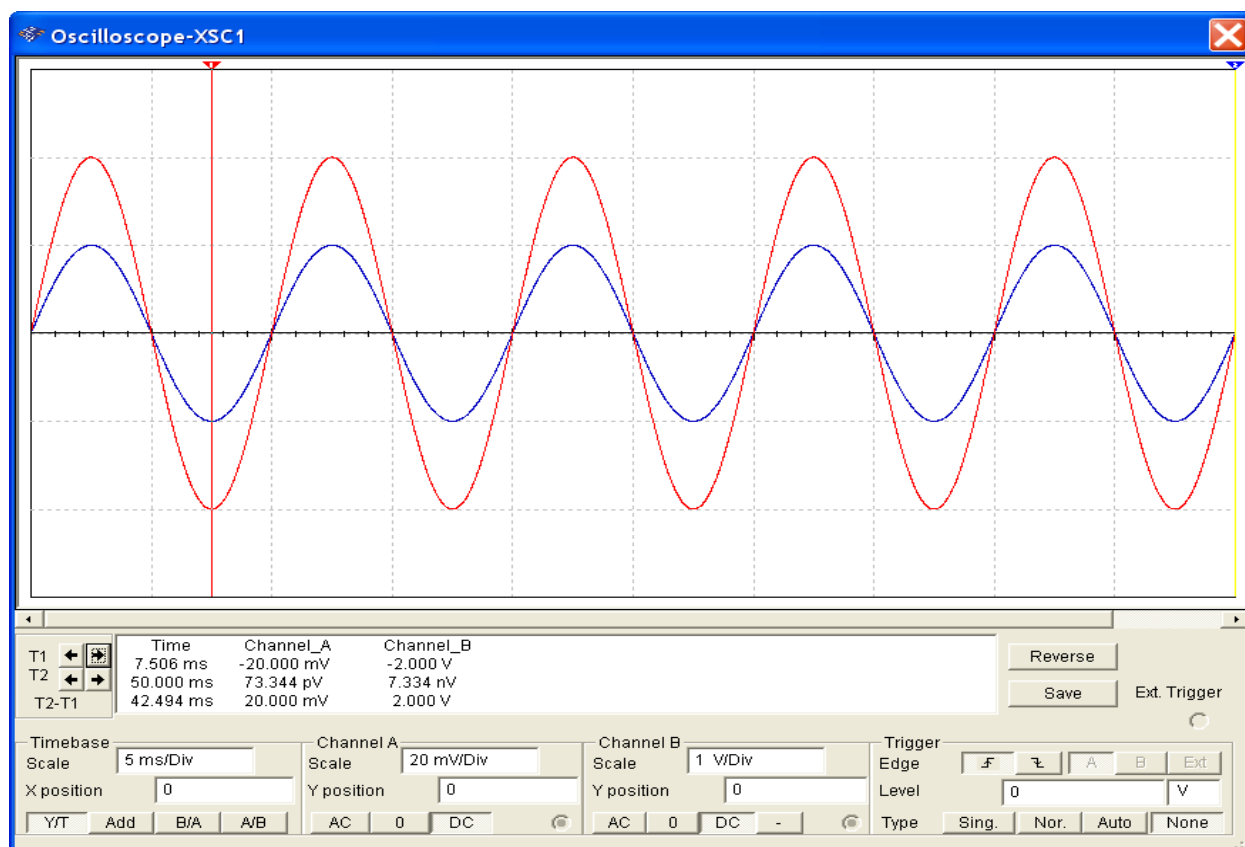 Oscilloscope-XSC1
1
2
Time Channel_A Channel_B
T1 7.506 ms -20.000 mV -2.000 V
T2 50.000 ms 73.344 pV 7.334 nV
T2-T1 42.494 ms 20.000 mV 2.000 V
Reverse
Save Ext. Trigger
Timebase Channel A Channel B Trigger
Scale 5 ms/Div Scale 20 mV/Div Scale 1 V/Div Edge A B Ext
X position 0 Y position 0 Y position 0 Level 0 V
Y/T Add B/A A/B AC 0 DC AC 0 DC - Type Sing. Nor. Auto None